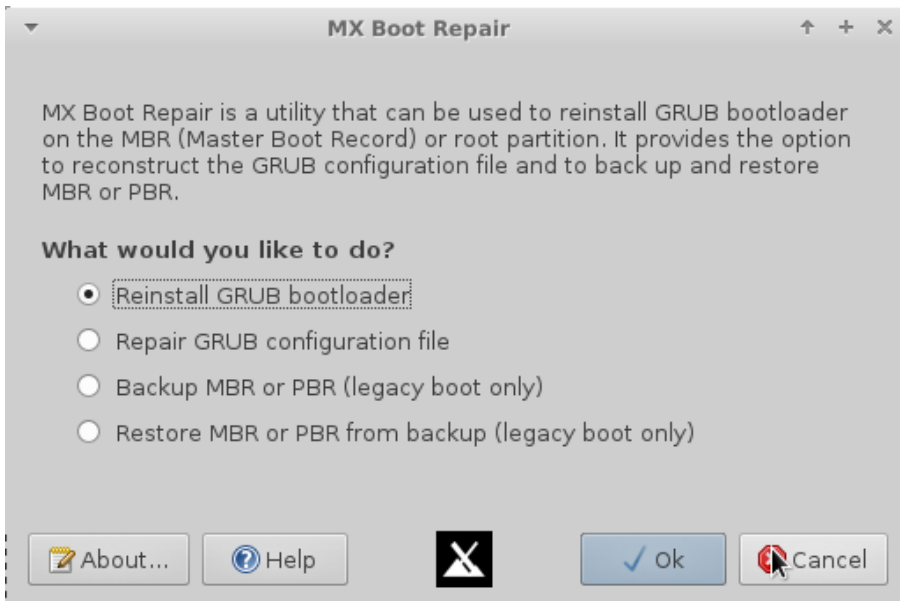 MX Boot Repair
MX Boot Repair is a utility that can be used to reinstall GRUB bootloader
on the MBR (Master Boot Record) or root partition. It provides the option
to reconstruct the GRUB configuration file and to back up and restore
MBR or PBR.
What would you like to do?
Reinstall GRUB bootloader
Repair GRUB configuration file
Backup MBR or PBR (legacy boot only)
Restore MBR or PBR from backup (legacy boot only)
About...
Help
Ok
Cancel